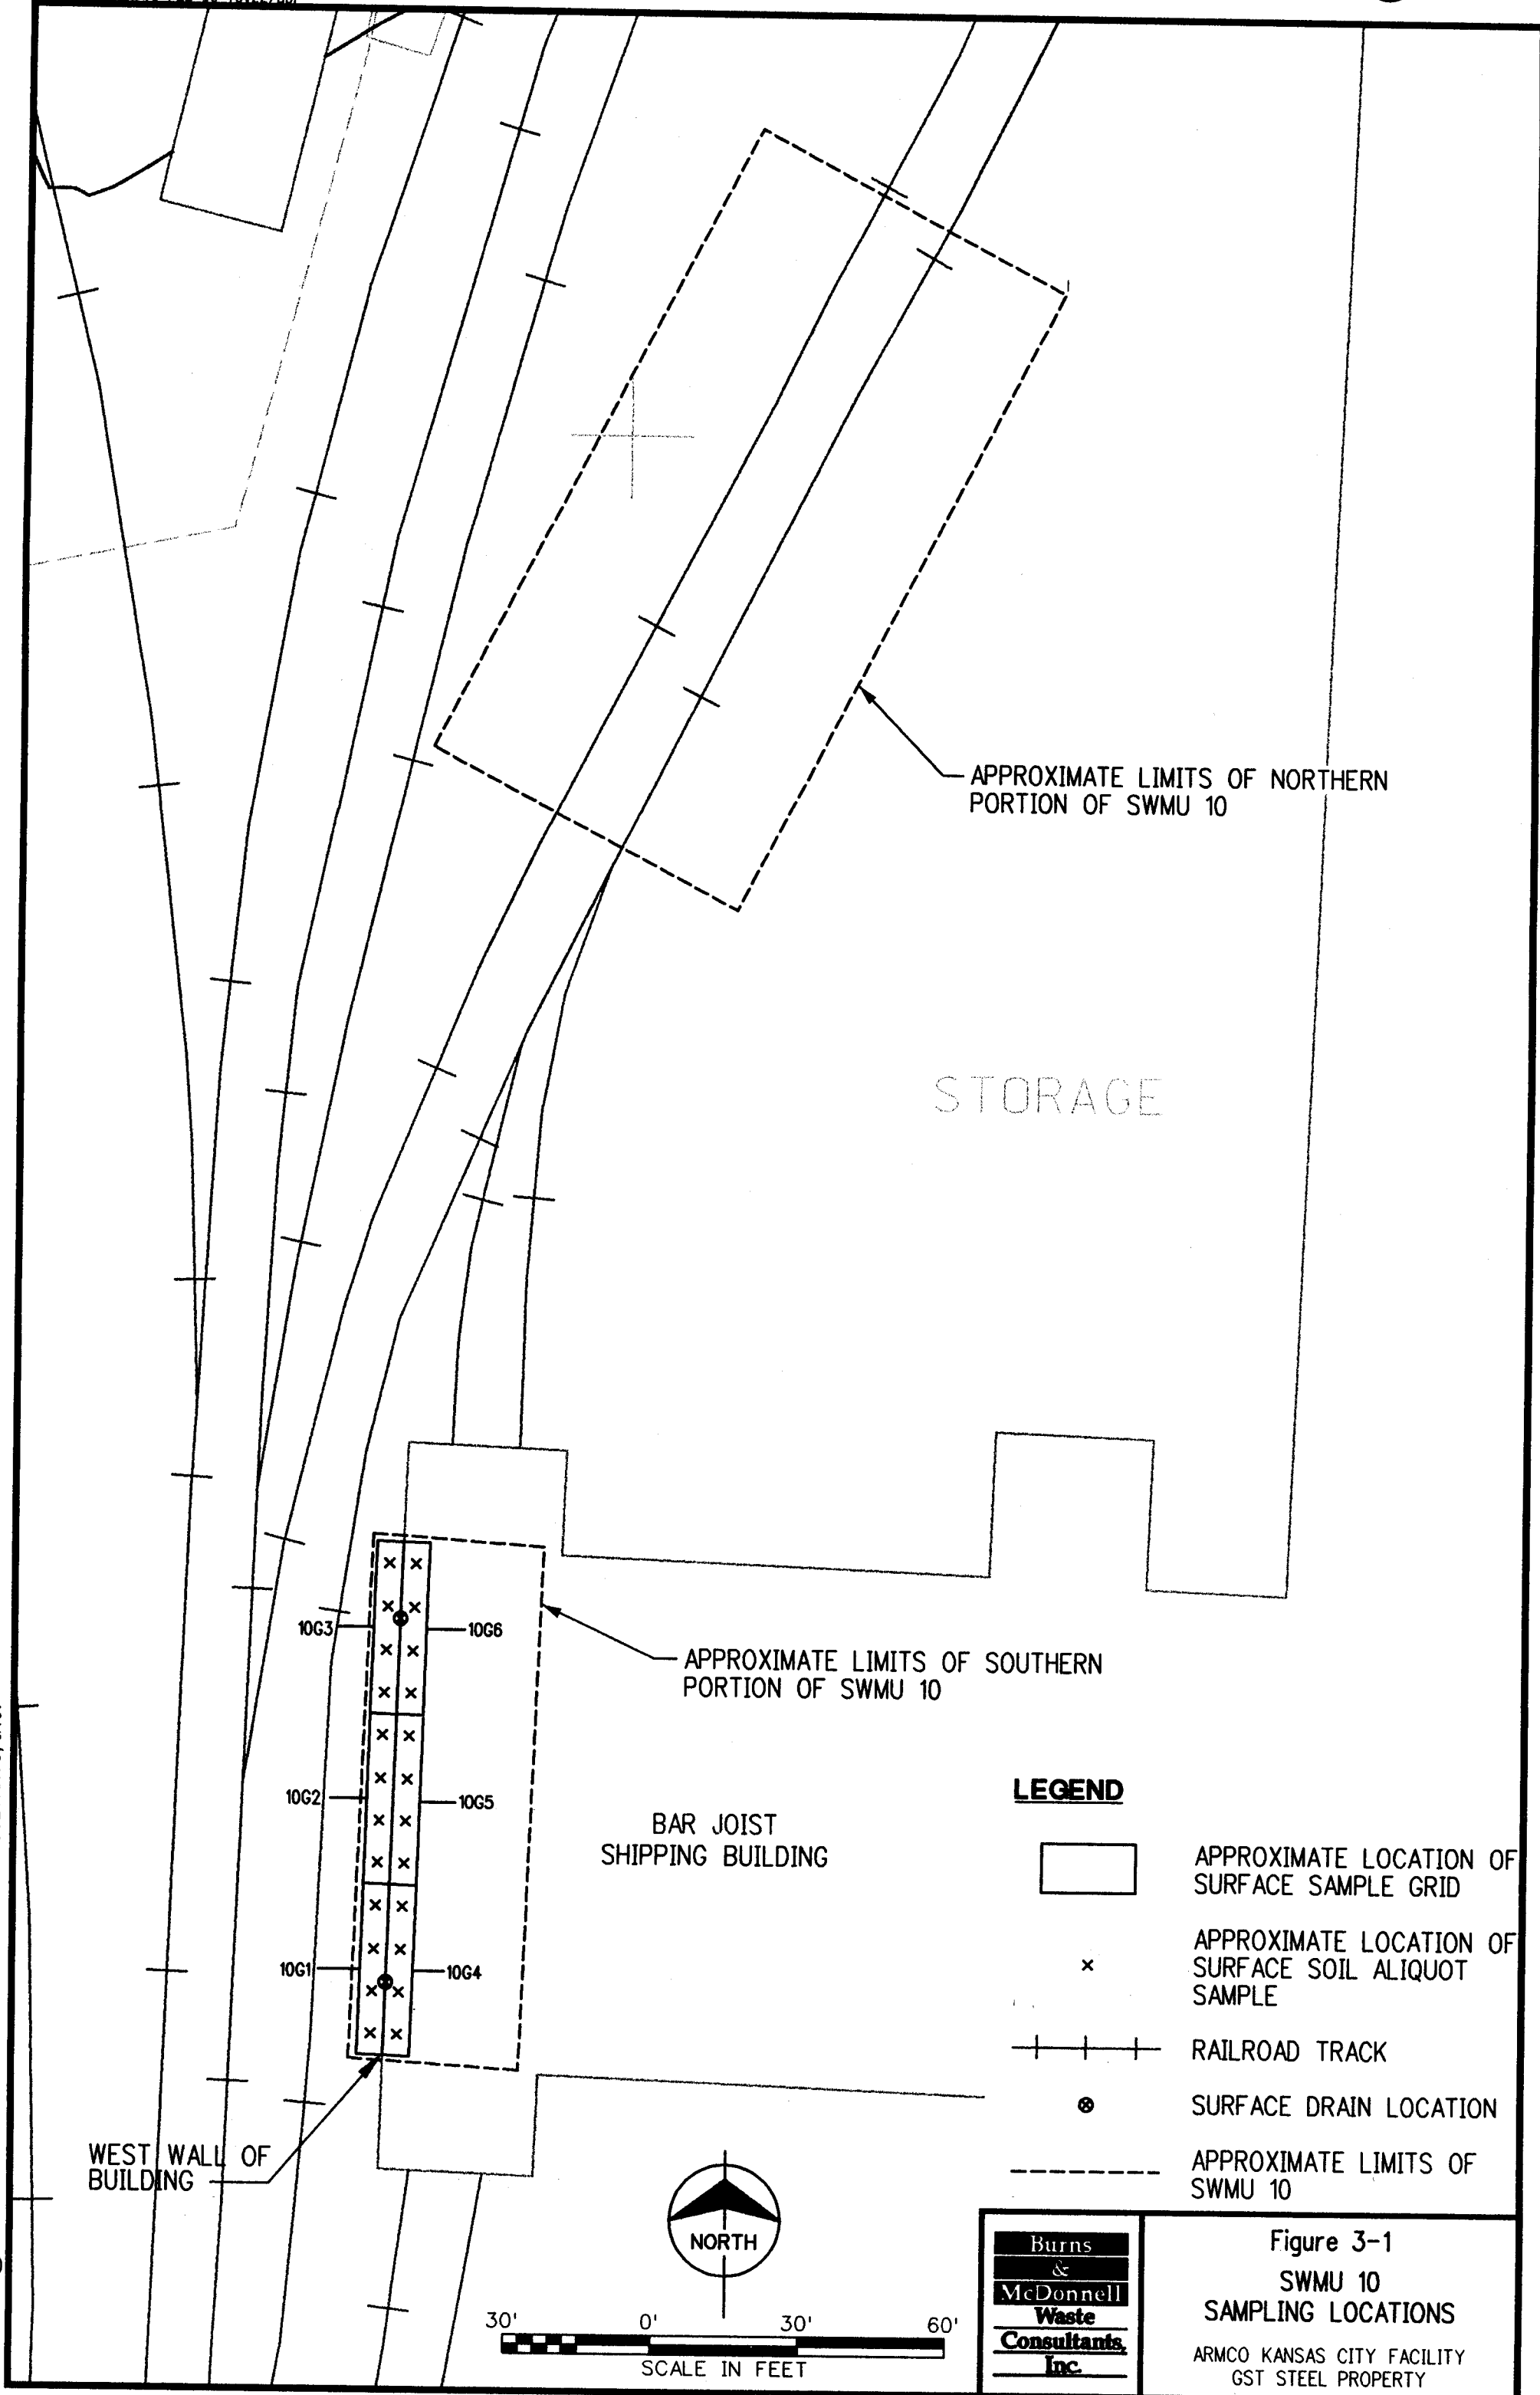 APPROXIMATE LIMITS OF NORTHERN
PORTION OF SWMU 10
STORAGE
10G3
10G6
APPROXIMATE LIMITS OF SOUTHERN
PORTION OF SWMU 10
10G2
10G5
BAR JOIST
SHIPPING BUILDING
10G1
10G4
WEST WALL OF
BUILDING
LEGEND
APPROXIMATE LOCATION OF
SURFACE SAMPLE GRID
APPROXIMATE LOCATION OF
SURFACE SOIL ALIQUOT
SAMPLE
RAILROAD TRACK
SURFACE DRAIN LOCATION
APPROXIMATE LIMITS OF
SWMU 10
NORTH
30' 0' 30' 60'
SCALE IN FEET
Burns
&
McDonnell
Waste
Consultants,
Inc.
Figure 3-1
SWMU 10
SAMPLING LOCATIONS
ARMCO KANSAS CITY FACILITY
GST STEEL PROPERTY